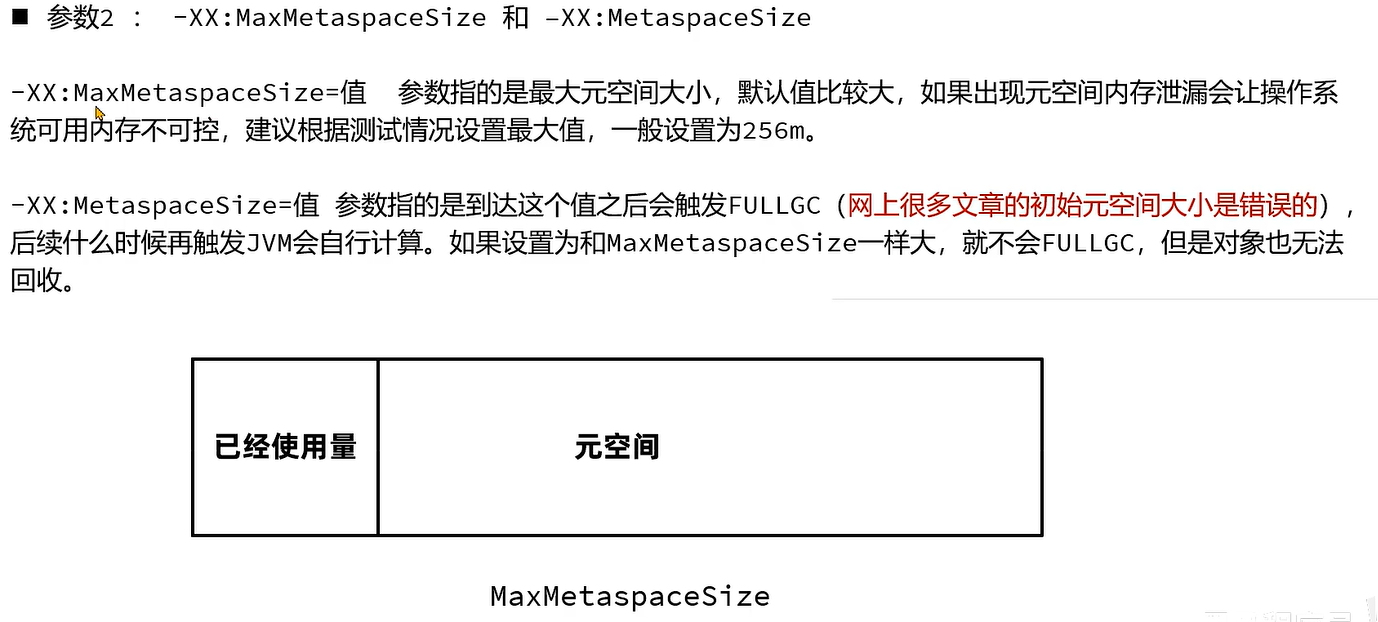 ■ 参数2 : -XX:MaxMetaspaceSize 和 –XX:MetaspaceSize
-XX:MaxMetaspaceSize=值 参数指的是最大元空间大小，默认值比较大，如果出现元空间内存泄漏会让操作系
统可用内存不可控，建议根据测试情况设置最大值，一般设置为256m。
-XX:MetaspaceSize=值 参数指的是到达这个值之后会触发FULLGC（网上很多文章的初始元空间大小是错误的），
后续什么时候再触发JVM会自行计算。如果设置为和MaxMetaspaceSize一样大，就不会FULLGC，但是对象也无法
回收。
已经使用量 元空间
MaxMetaspaceSize